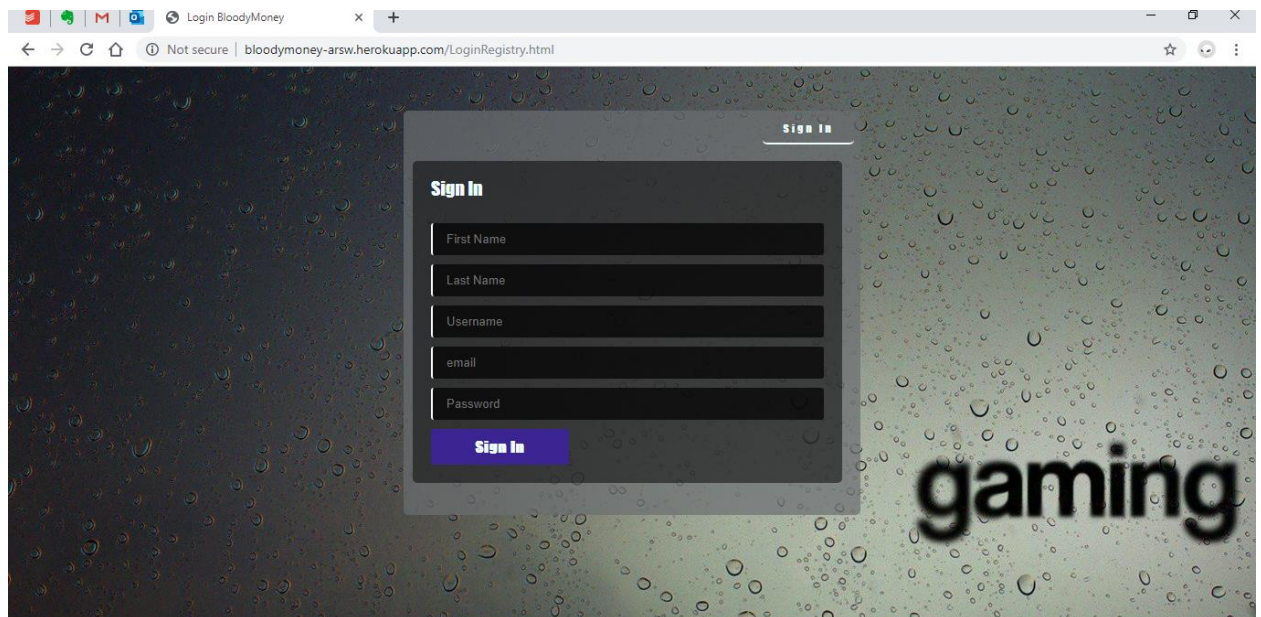 Login BloodyMoney
Not secure | bloodymoney-arsw.herokuapp.com/LoginRegistry.html
Sign In
Sign In
First Name
Last Name
Username
email
Password
Sign In
gaming